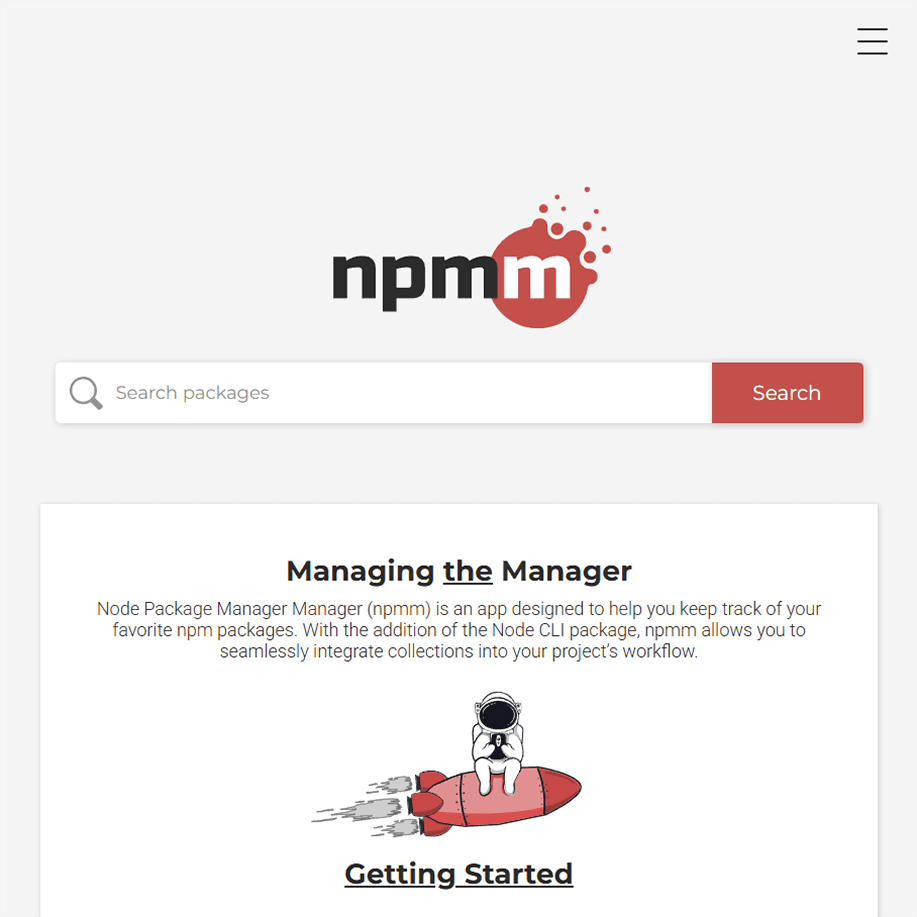 npmm
Search packages
Search
Managing the Manager
Node Package Manager Manager (npmm) is an app designed to help you keep track of your
favorite npm packages. With the addition of the Node CLI package, npmm allows you to
seamlessly integrate collections into your project’s workflow.
Getting Started